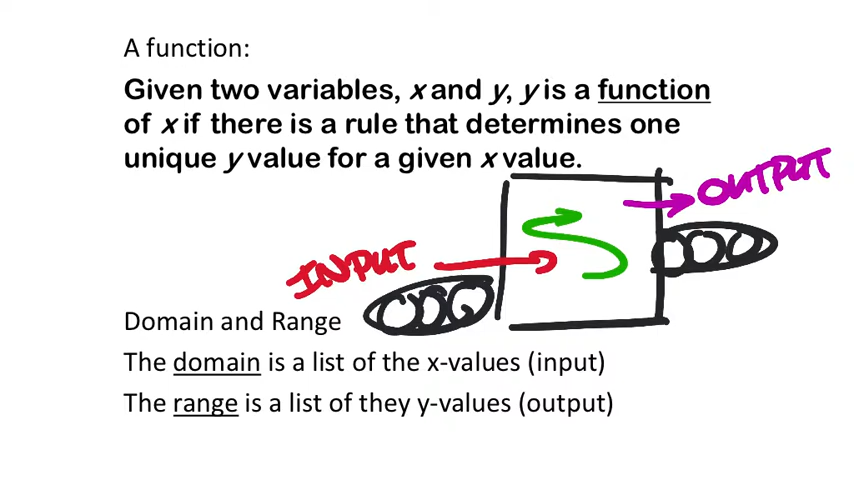 A function:
Given two variables, x and y, y is a function
of x if there is a rule that determines one
unique y value for a given x value.
OUTPUT
INPUT
Domain and Range
The domain is a list of the x-values (input)
The range is a list of they y-values (output)